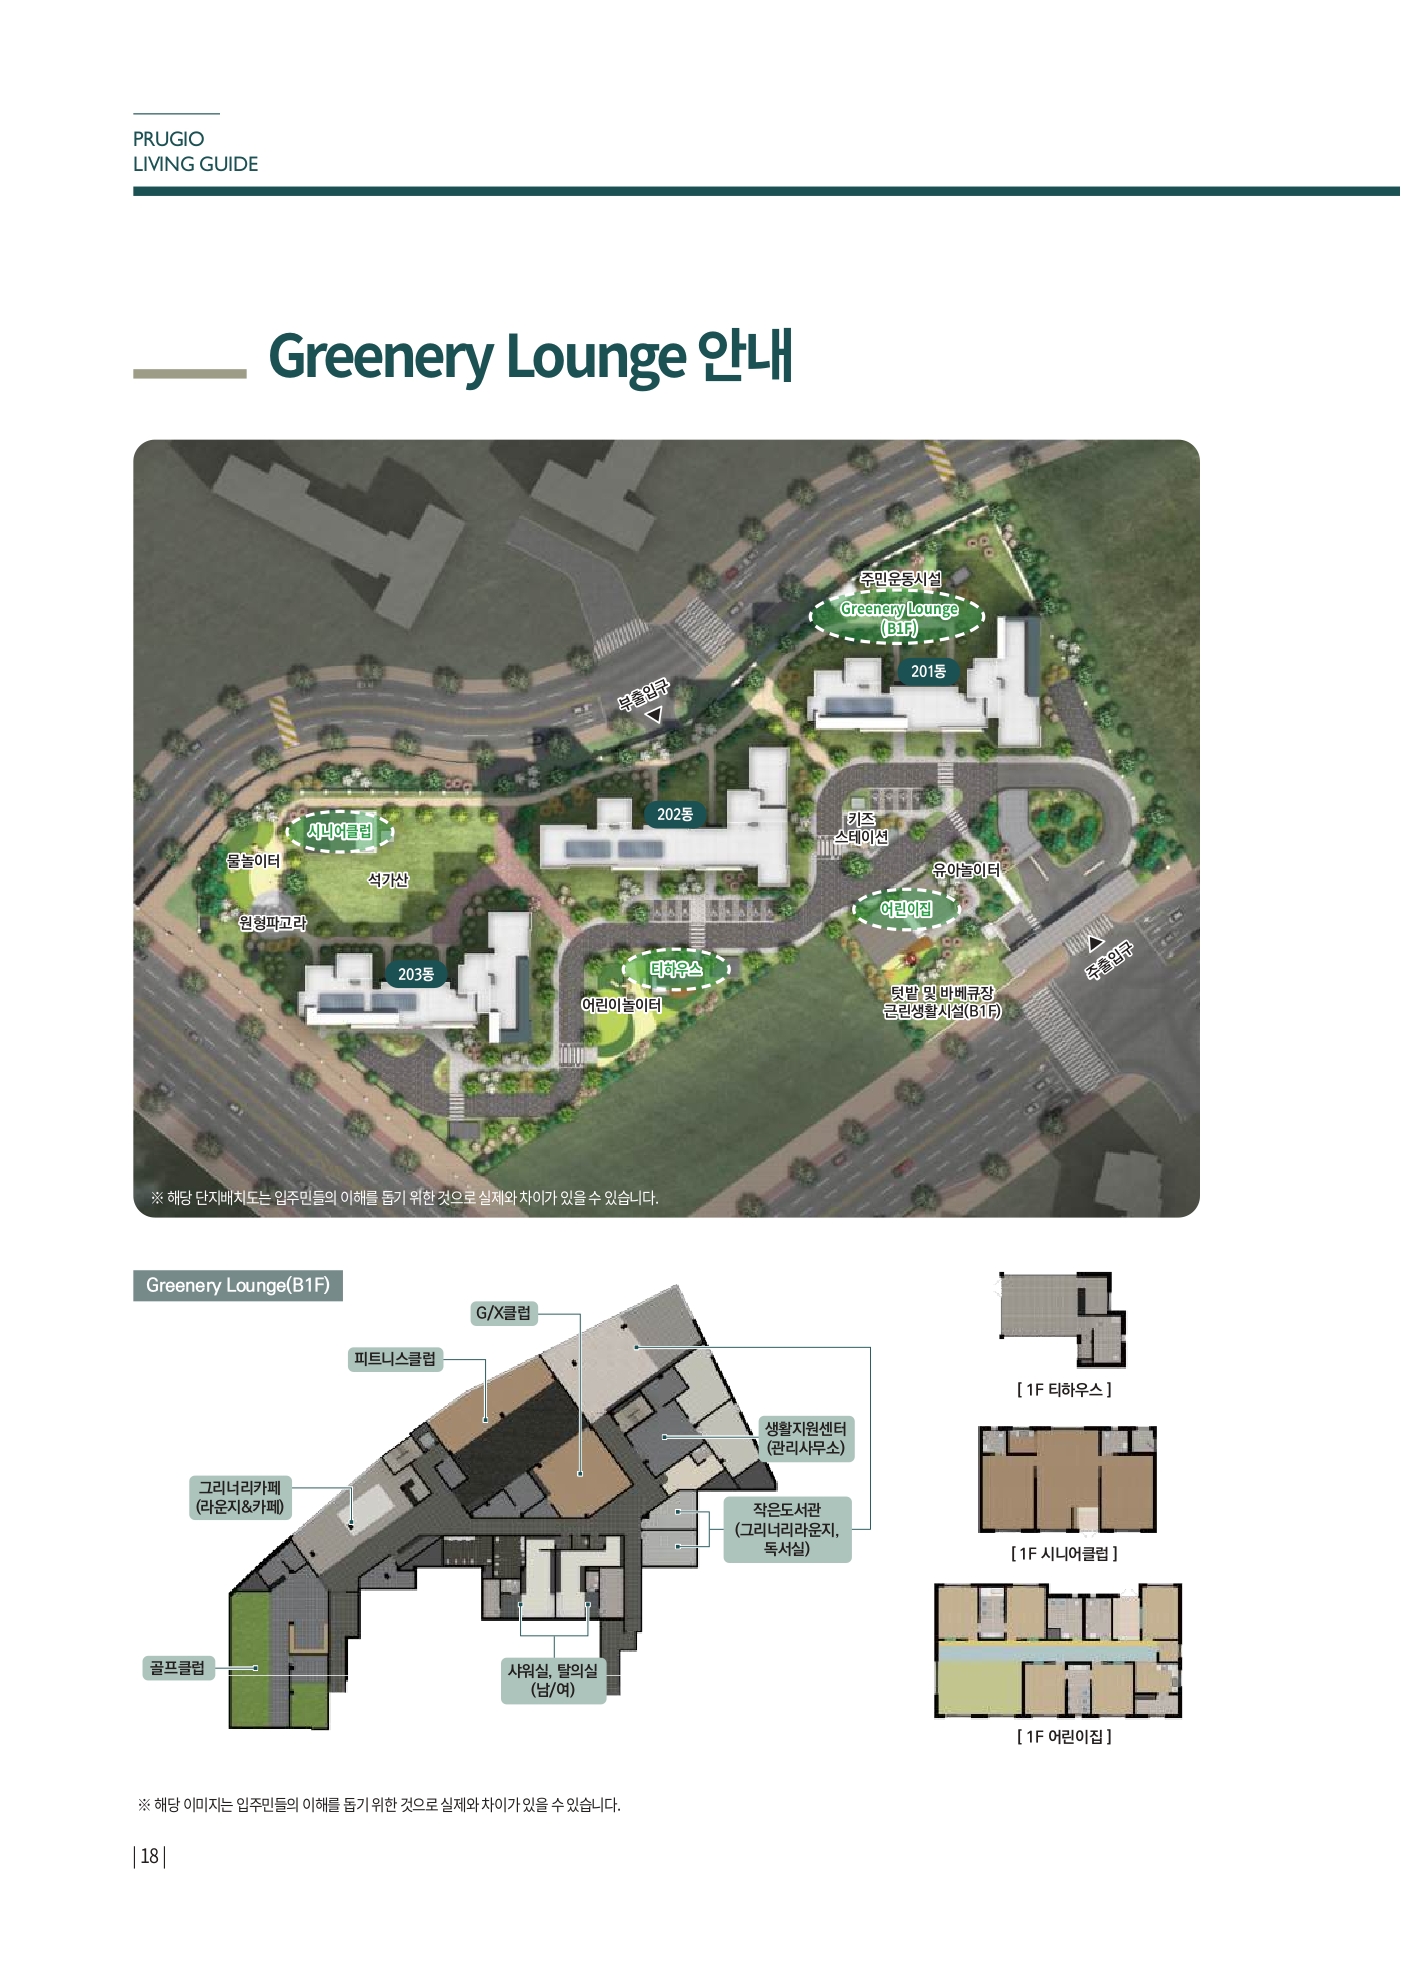 PRUGIO
LIVING GUIDE
Greenery Lounge 안내
주민운동시설
Greenery Lounge
(B1F)
201동
부출입구
202동
시니어클럽
키즈
스테이션
물놀이터
석가산
유아놀이터
원형파고라
어린이집
203동
티하우스
주출입구
어린이놀이터
텃밭 및 바베큐장
근린생활시설(B1F)
※ 해당 단지배치도는 입주민들의 이해를 돕기 위한 것으로 실제와 차이가 있을 수 있습니다.
Greenery Lounge(B1F)
G/X클럽
피트니스클럽
생활지원센터
(관리사무소)
그리너리카페
(라운지&카페)
작은도서관
(그리너리라운지,
독서실)
골프클럽
샤워실, 탈의실
(남/여)
[ 1F 티하우스 ]
[ 1F 시니어클럽 ]
[ 1F 어린이집 ]
※ 해당 이미지는 입주민들의 이해를 돕기 위한 것으로 실제와 차이가 있을 수 있습니다.
| 18 |